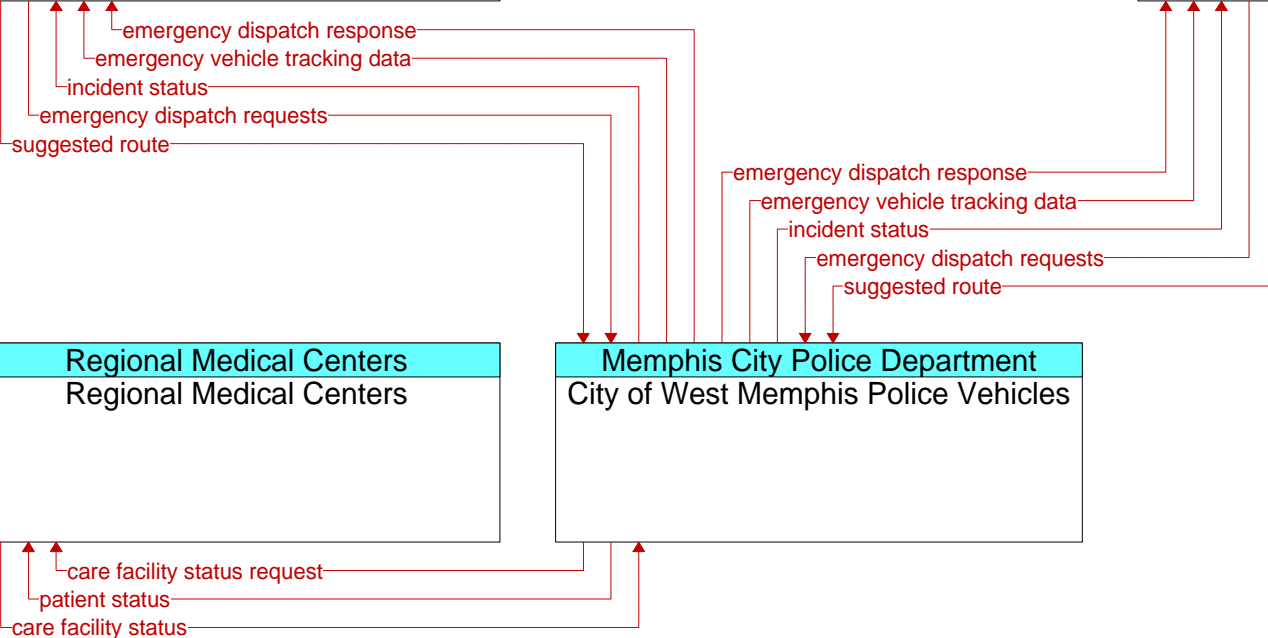 emergency dispatch response
emergency vehicle tracking data
incident status
emergency dispatch requests
suggested route
emergency dispatch response
emergency vehicle tracking data
incident status
emergency dispatch requests
suggested route
Regional Medical Centers
Regional Medical Centers
Memphis City Police Department
City of West Memphis Police Vehicles
care facility status request
patient status
care facility status